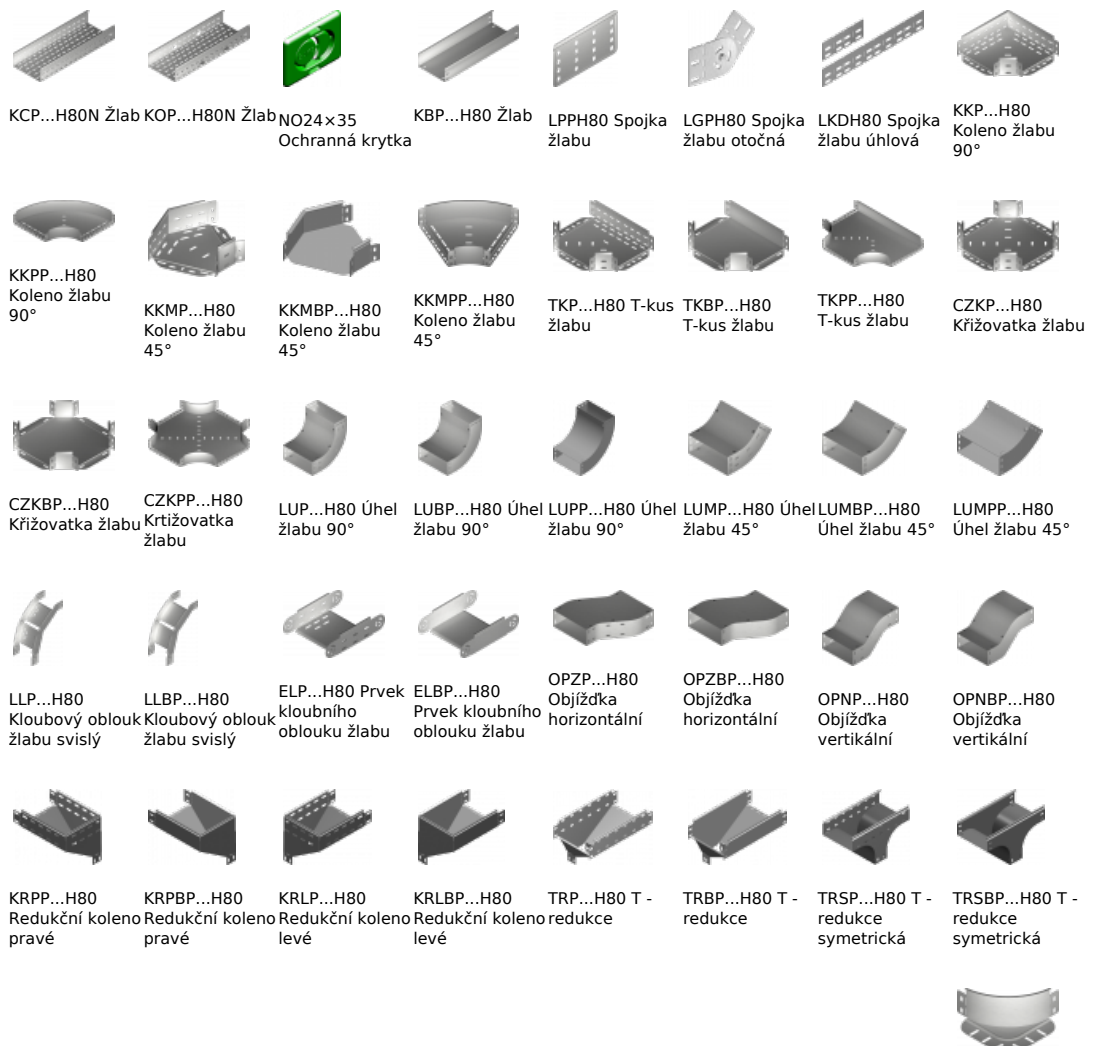 KCP...H80N Žlab
KOP...H80N Žlab
NO24×35
Ochranná krytka
KBP...H80 Žlab
LPPH80 Spojka
žlabu
LGPH80 Spojka
žlabu otočná
LKDH80 Spojka
žlabu úhlová
KKP...H80
Koleno žlabu
90°
KKPP...H80
Koleno žlabu
90°
KKMP...H80
Koleno žlabu
45°
KKMBP...H80
Koleno žlabu
45°
KKMPP...H80
Koleno žlabu
45°
TKP...H80 T-kus
žlabu
TKBP...H80
T-kus žlabu
TKPP...H80
T-kus žlabu
CZKP...H80
Křižovatka žlabu
CZKBP...H80
Křižovatka žlabu
CZKPP...H80
Krtižovatka
žlabu
LUP...H80 Úhel
žlabu 90°
LUBP...H80 Úhel
žlabu 90°
LUPP...H80 Úhel
žlabu 90°
LUMP...H80 Úhel
žlabu 45°
LUMBP...H80
Úhel žlabu 45°
LUMPP...H80
Úhel žlabu 45°
LLP...H80
Kloubový oblouk
žlabu svislý
LLBP...H80
Kloubový oblouk
žlabu svislý
ELP...H80 Prvek
kloubního
oblouku žlabu
ELBP...H80
Prvek kloubního
oblouku žlabu
OPZP...H80
Objížďka
horizontální
OPZBP...H80
Objížďka
horizontální
OPNP...H80
Objížďka
vertikální
OPNBP...H80
Objížďka
vertikální
KRPP...H80
Redukční koleno
pravé
KRPBP...H80
Redukční koleno
pravé
KRLP...H80
Redukční koleno
levé
KRLBP...H80
Redukční koleno
levé
TRP...H80 T -
redukce
TRBP...H80 T -
redukce
TRSP...H80 T -
redukce
symetrická
TRSBP...H80 T -
redukce
symetrická